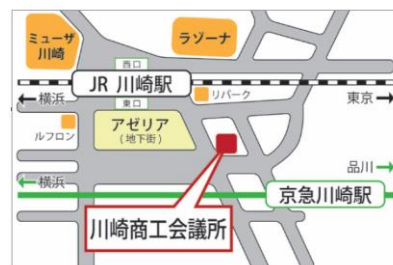 ミューザ
川崎
西口
ラゾーナ
JR 川崎駅
横浜
東口
リバーク
東京
ルフロン
アゼリア
(地下街)
品川
横浜
京急川崎駅
川崎商工会議所